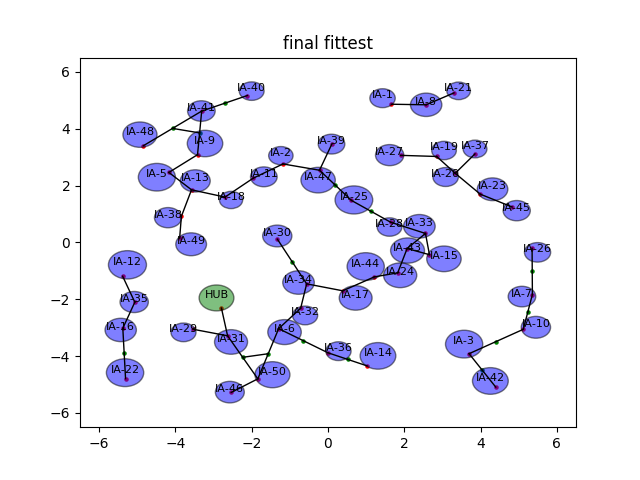 final fittest
IA-40
IA-21
IA-1
IA-8
IA-41
IA-48
IA-9
IA-39
IA-19
IA-37
IA-27
IA-2
IA-5
IA-13
IA-11
IA-47
IA-20
IA-23
IA-18
IA-25
IA-45
IA-38
IA-28
IA-33
IA-30
IA-49
IA-43
IA-26
IA-15
IA-12
IA-44
IA-24
IA-34
HUB
IA-35
IA-17
IA-7
IA-32
IA-16
IA-29
IA-6
IA-10
IA-31
IA-3
IA-36
IA-14
IA-22
IA-50
IA-42
IA-46
6
4
2
0
−2
−4
−6
−6
−4
−2
0
2
4
6